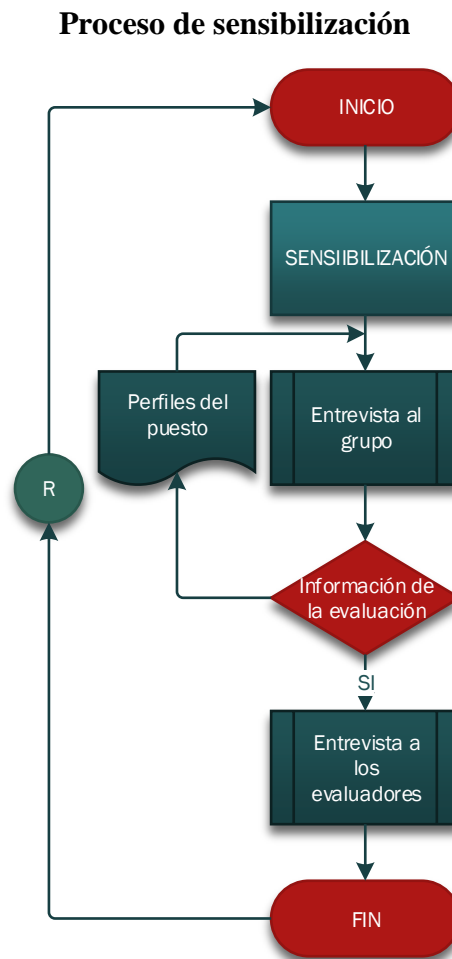 Proceso de sensibilización
INICIO
SENSIIBILIZACIÓN
Perfiles del
puesto
Entrevista al
grupo
R
Información de
la evaluación
SI
Entrevista a
los
evaluadores
FIN